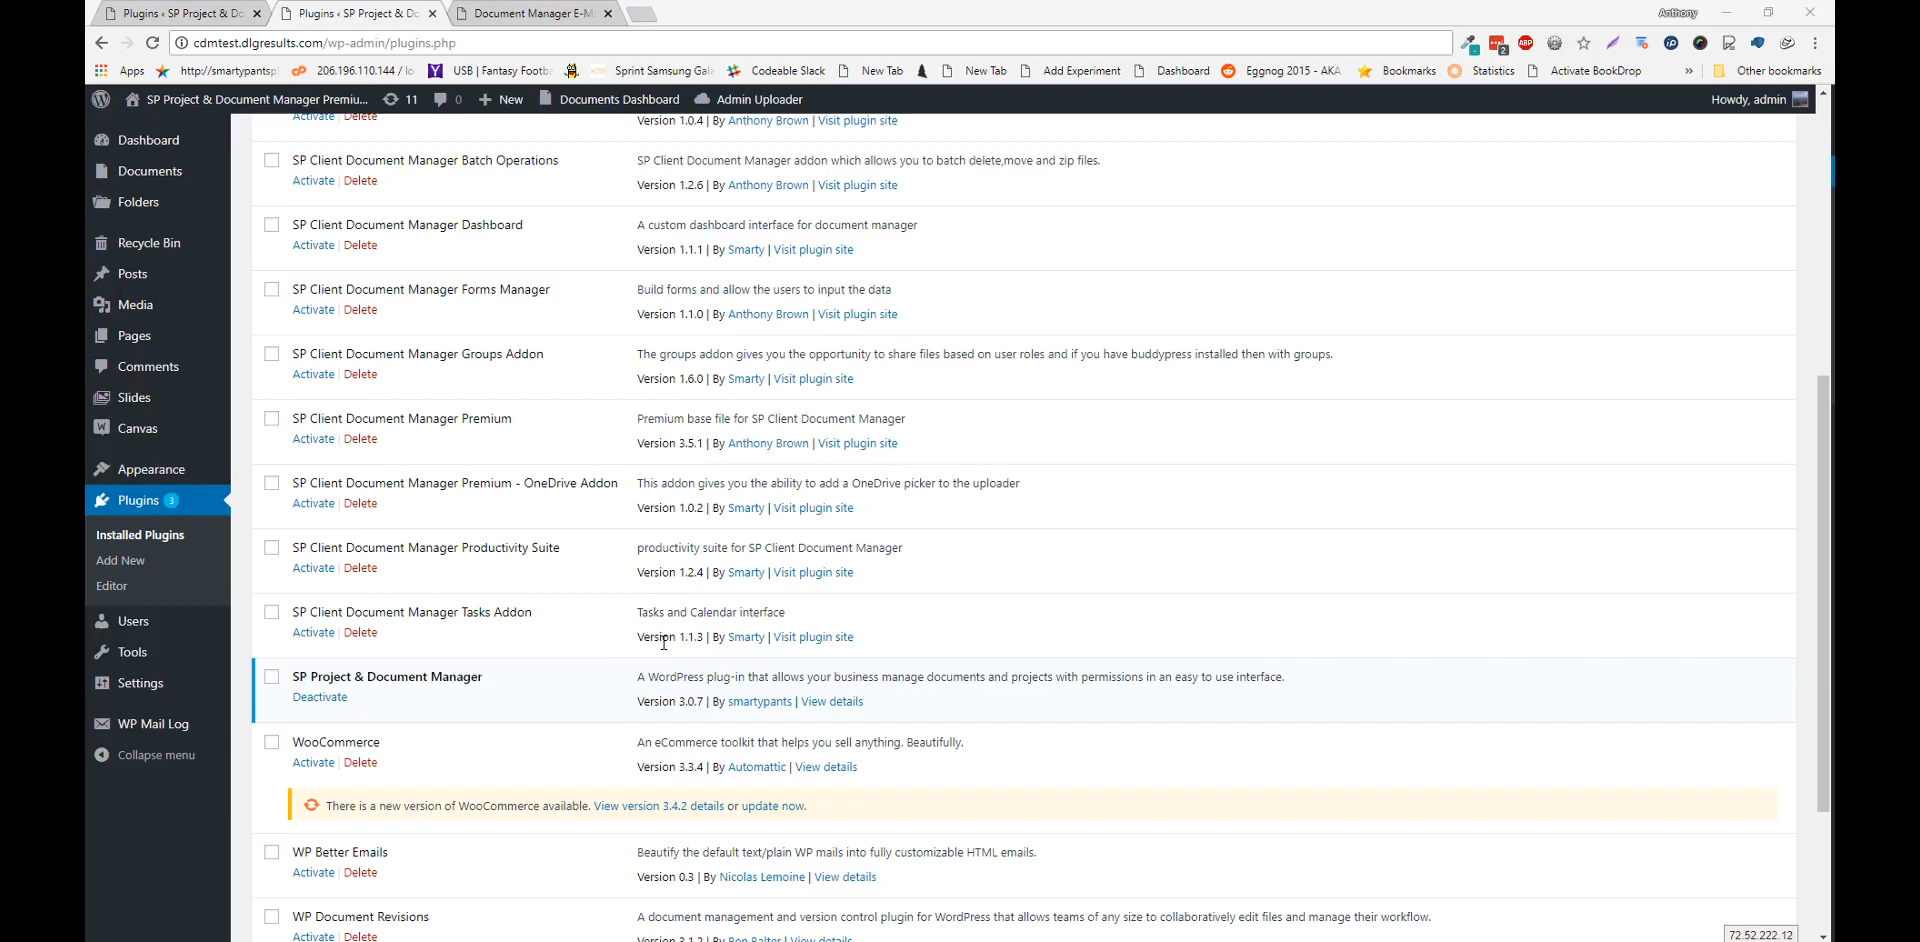 Plugins ‹ SP Project & Do
Plugins ‹ SP Project & Do
Document Manager E-M
Anthony
cdmtest.dlgresults.com/wp-admin/plugins.php
2
ABP
Apps
http://smartypantsp
206.196.110.144 / lo
USB | Fantasy Footba
Sprint Samsung Gala
Codeable Slack
New Tab
New Tab
Add Experiment
Dashboard
Eggnog 2015 - AKA
Bookmarks
Statistics
Activate BookDrop
»
Other bookmarks
SP Project & Document Manager Premiu...
11
0
New
Documents Dashboard
Admin Uploader
Howdy, admin
Dashboard
Documents
Folders
Recycle Bin
Posts
Media
Pages
Comments
Slides
Canvas
Appearance
Plugins 3
Installed Plugins
Add New
Editor
Users
Tools
Settings
WP Mail Log
Collapse menu
Activate | Delete
Version 1.0.4 | By Anthony Brown | Visit plugin site
SP Client Document Manager Batch Operations
SP Client Document Manager addon which allows you to batch delete,move and zip files.
Activate | Delete
Version 1.2.6 | By Anthony Brown | Visit plugin site
SP Client Document Manager Dashboard
A custom dashboard interface for document manager
Activate | Delete
Version 1.1.1 | By Smarty | Visit plugin site
SP Client Document Manager Forms Manager
Build forms and allow the users to input the data
Activate | Delete
Version 1.1.0 | By Anthony Brown | Visit plugin site
SP Client Document Manager Groups Addon
The groups addon gives you the opportunity to share files based on user roles and if you have buddypress installed then with groups.
Activate | Delete
Version 1.6.0 | By Smarty | Visit plugin site
SP Client Document Manager Premium
Premium base file for SP Client Document Manager
Activate | Delete
Version 3.5.1 | By Anthony Brown | Visit plugin site
SP Client Document Manager Premium - OneDrive Addon
This addon gives you the ability to add a OneDrive picker to the uploader
Activate | Delete
Version 1.0.2 | By Smarty | Visit plugin site
SP Client Document Manager Productivity Suite
productivity suite for SP Client Document Manager
Activate | Delete
Version 1.2.4 | By Smarty | Visit plugin site
SP Client Document Manager Tasks Addon
Tasks and Calendar interface
Activate | Delete
Version 1.1.3 | By Smarty | Visit plugin site
SP Project & Document Manager
A WordPress plug-in that allows your business manage documents and projects with permissions in an easy to use interface.
Deactivate
Version 3.0.7 | By smartypants | View details
WooCommerce
An eCommerce toolkit that helps you sell anything. Beautifully.
Activate | Delete
Version 3.3.4 | By Automattic | View details
There is a new version of WooCommerce available. View version 3.4.2 details or update now.
WP Better Emails
Beautify the default text/plain WP mails into fully customizable HTML emails.
Activate | Delete
Version 0.3 | By Nicolas Lemoine | View details
WP Document Revisions
A document management and version control plugin for WordPress that allows teams of any size to collaboratively edit files and manage their workflow.
Activate | Delete
Version 3.1.2 | By Ben Balter | View details
72.52.222.12